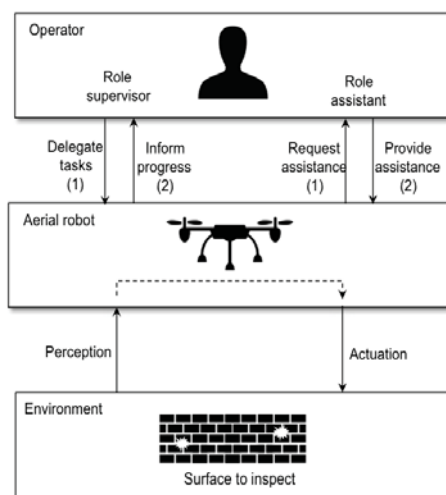 Operator
Role
supervisor
Role
assistant
Delegate
tasks
(1)
Inform
progress
(2)
Request
assistance
(1)
Provide
assistance
(2)
Aerial robot
Perception
Actuation
Environment
Surface to inspect